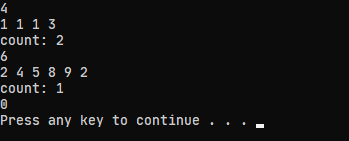 4
1 1 1 3
count: 2
6
2 4 5 8 9 2
count: 1
0
Press any key to continue . . .